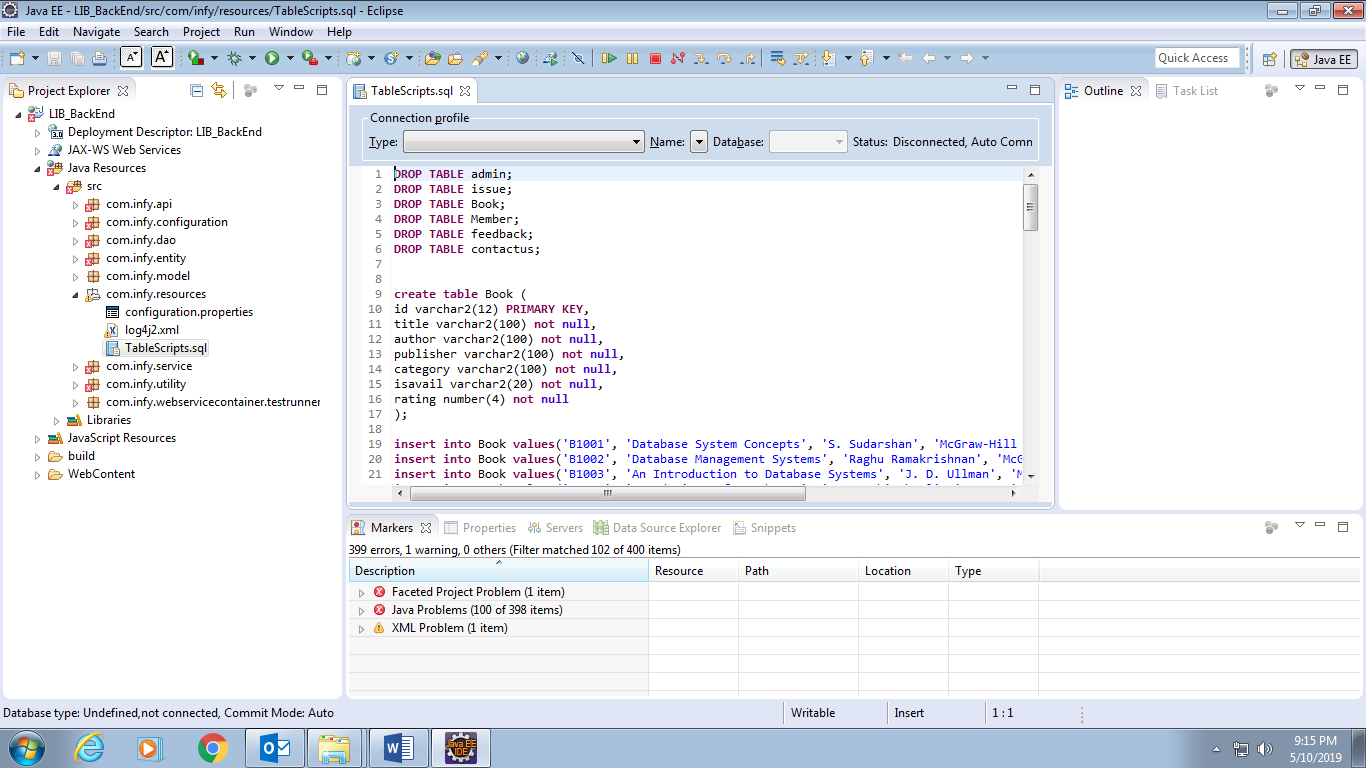 Java EE - LIB_BackEnd/src/com/infy/resources/TableScripts.sql - Eclipse
File Edit Navigate Search Project Run Window Help
Quick Access
Java EE
Project Explorer
LIB_BackEnd
Deployment Descriptor: LIB_BackEnd
JAX-WS Web Services
Java Resources
src
com.infy.api
com.infy.configuration
com.infy.dao
com.infy.entity
com.infy.model
com.infy.resources
configuration.properties
log4j2.xml
TableScripts.sql
com.infy.service
com.infy.utility
com.infy.webservicecontainer.testrunner
Libraries
JavaScript Resources
build
WebContent
TableScripts.sql
Connection profile
Type: Name: Database: Status: Disconnected, Auto Comn
1 DROP TABLE admin;
2 DROP TABLE issue;
3 DROP TABLE Book;
4 DROP TABLE Member;
5 DROP TABLE feedback;
6 DROP TABLE contactus;
7
8
9 create table Book (
10 id varchar2(12) PRIMARY KEY,
11 title varchar2(100) not null,
12 author varchar2(100) not null,
13 publisher varchar2(100) not null,
14 category varchar2(100) not null,
15 isavail varchar2(20) not null,
16 rating number(4) not null
17 );
18
19 insert into Book values('B1001', 'Database System Concepts', 'S. Sudarshan', 'McGraw-Hill
20 insert into Book values('B1002', 'Database Management Systems', 'Raghu Ramakrishnan', 'McG
21 insert into Book values('B1003', 'An Introduction to Database Systems', 'J. D. Ullman', 'M
Outline Task List
Markers Properties Servers Data Source Explorer Snippets
399 errors, 1 warning, 0 others (Filter matched 102 of 400 items)
Description Resource Path Location Type
Faceted Project Problem (1 item)
Java Problems (100 of 398 items)
XML Problem (1 item)
Database type: Undefined,not connected, Commit Mode: Auto
Writable Insert 1 : 1
Java EE
IDE
9:15 PM
5/10/2019